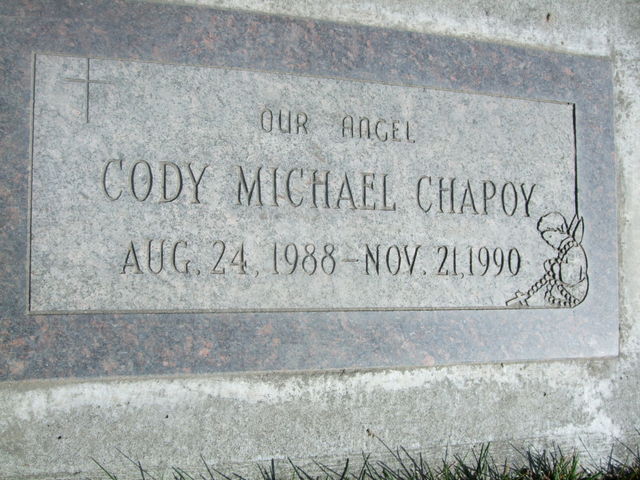 OUR ANGEL
CODY MICHAEL CHAPOY
AUG. 24, 1988-NOV. 21, 1990